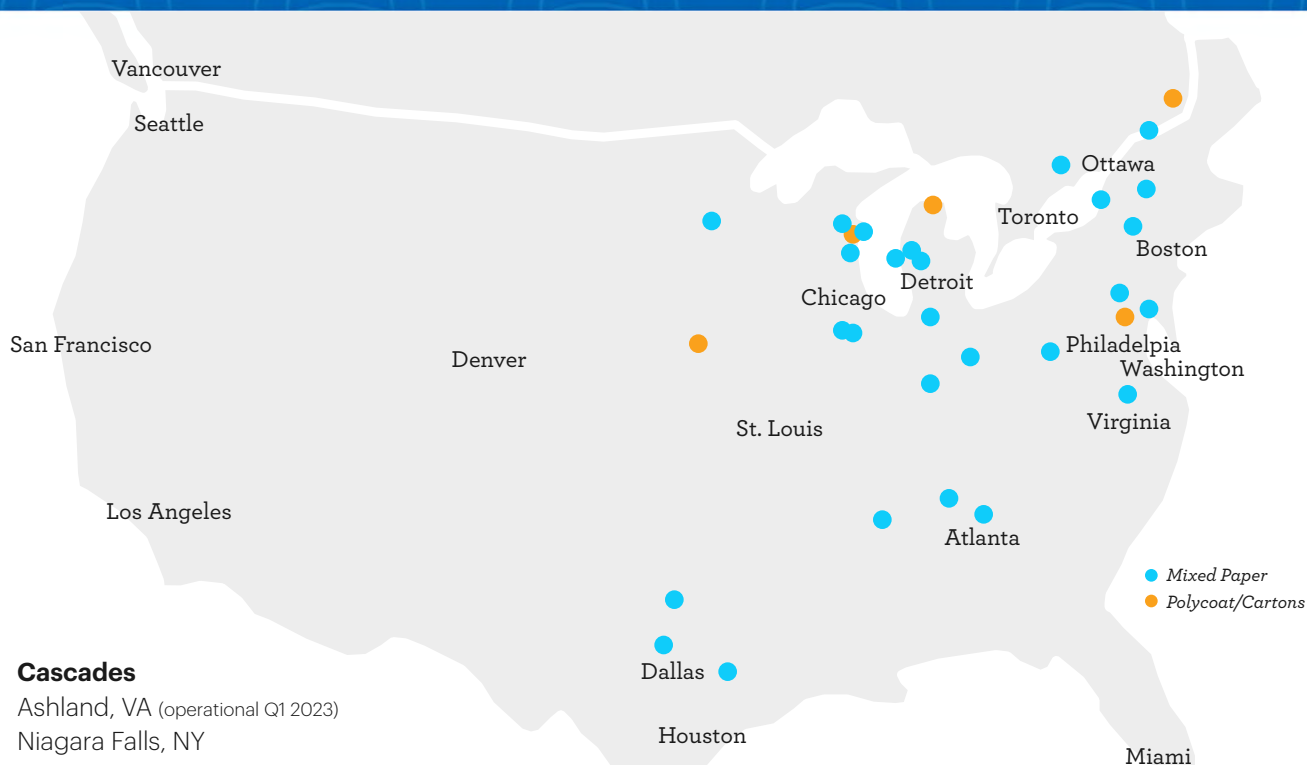 Vancouver
Seattle
Ottawa
Toronto
Boston
Detroit
Chicago
San Francisco
Denver
Philadelpia
Washington
Virginia
St. Louis
Los Angeles
Atlanta
Mixed Paper
Polycoat/Cartons
Dallas
Houston
Miami
Cascades
Ashland, VA (operational Q1 2023)
Niagara Falls, NY